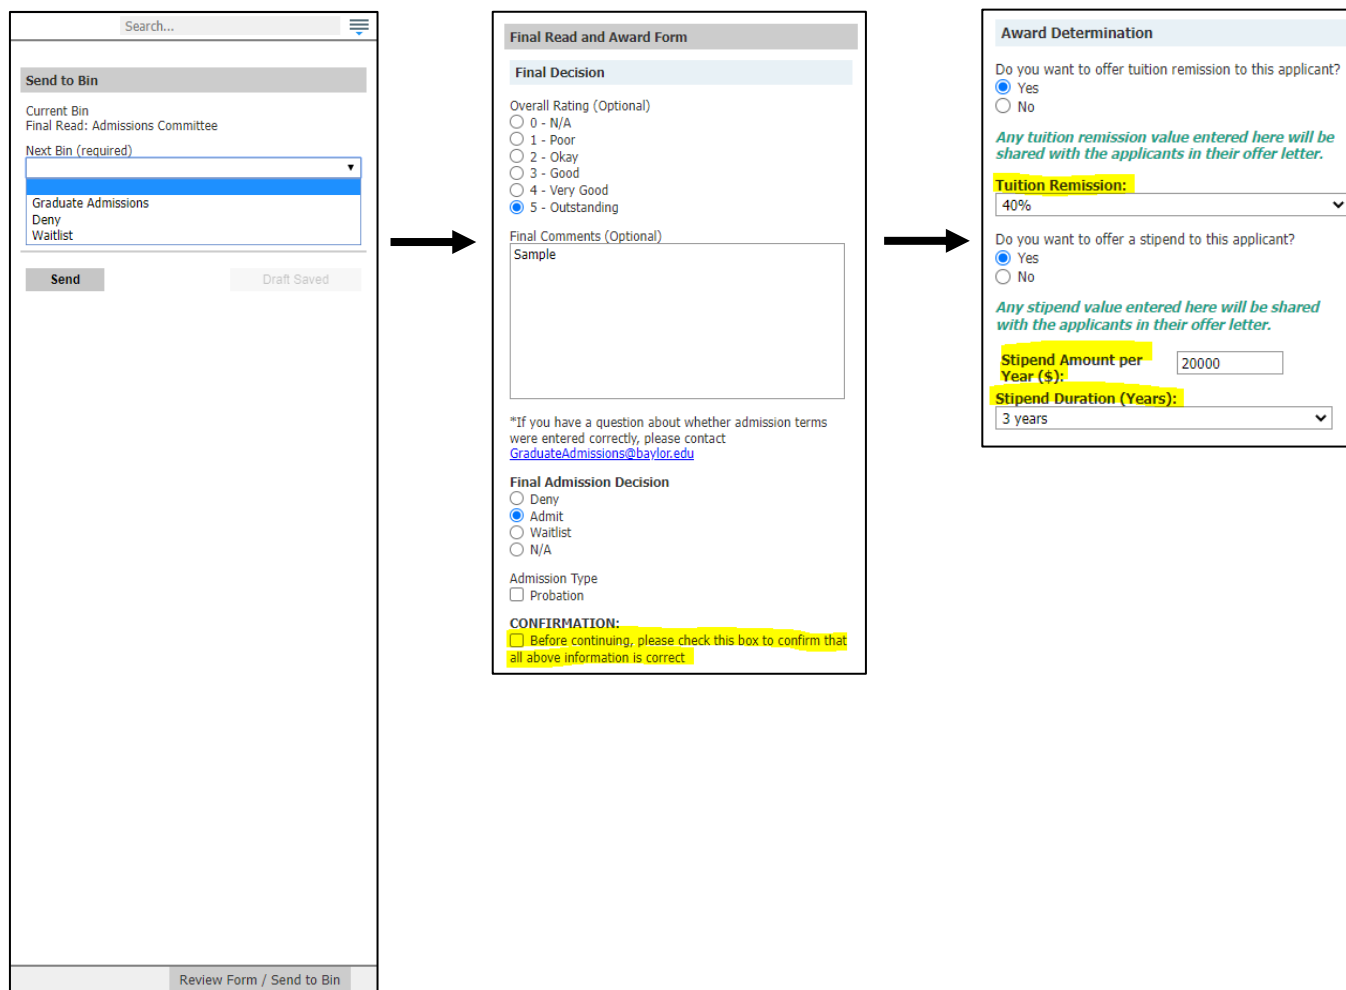 Search...
Send to Bin
Current Bin
Final Read: Admissions Committee
Next Bin (required)
Graduate Admissions
Deny
Waitlist
Send
Draft Saved
Review Form / Send to Bin
Final Read and Award Form
Final Decision
Overall Rating (Optional)
0 - N/A
1 - Poor
2 - Okay
3 - Good
4 - Very Good
5 - Outstanding
Final Comments (Optional)
Sample
*If you have a question about whether admission terms
were entered correctly, please contact
GraduateAdmissions@baylor.edu
Final Admission Decision
Deny
Admit
Waitlist
N/A
Admission Type
Probation
CONFIRMATION:
Before continuing, please check this box to confirm that
all above information is correct
Award Determination
Do you want to offer tuition remission to this applicant?
Yes
No
Any tuition remission value entered here will be
shared with the applicants in their offer letter.
Tuition Remission:
40%
Do you want to offer a stipend to this applicant?
Yes
No
Any stipend value entered here will be shared
with the applicants in their offer letter.
Stipend Amount per
Year ($):
20000
Stipend Duration (Years):
3 years